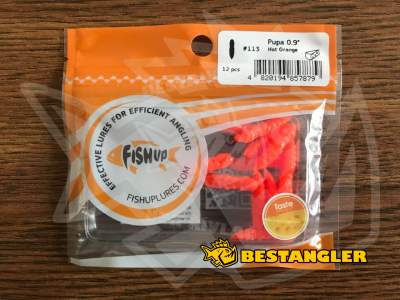 Pupa 0.9"
#113 Hot Orange
12 pcs
4 820194 857879
EFFECTIVE LURES FOR EFFICIENT ANGLING
FISHUP
FISHUPLURES.COM
Taste
BESTANGLER